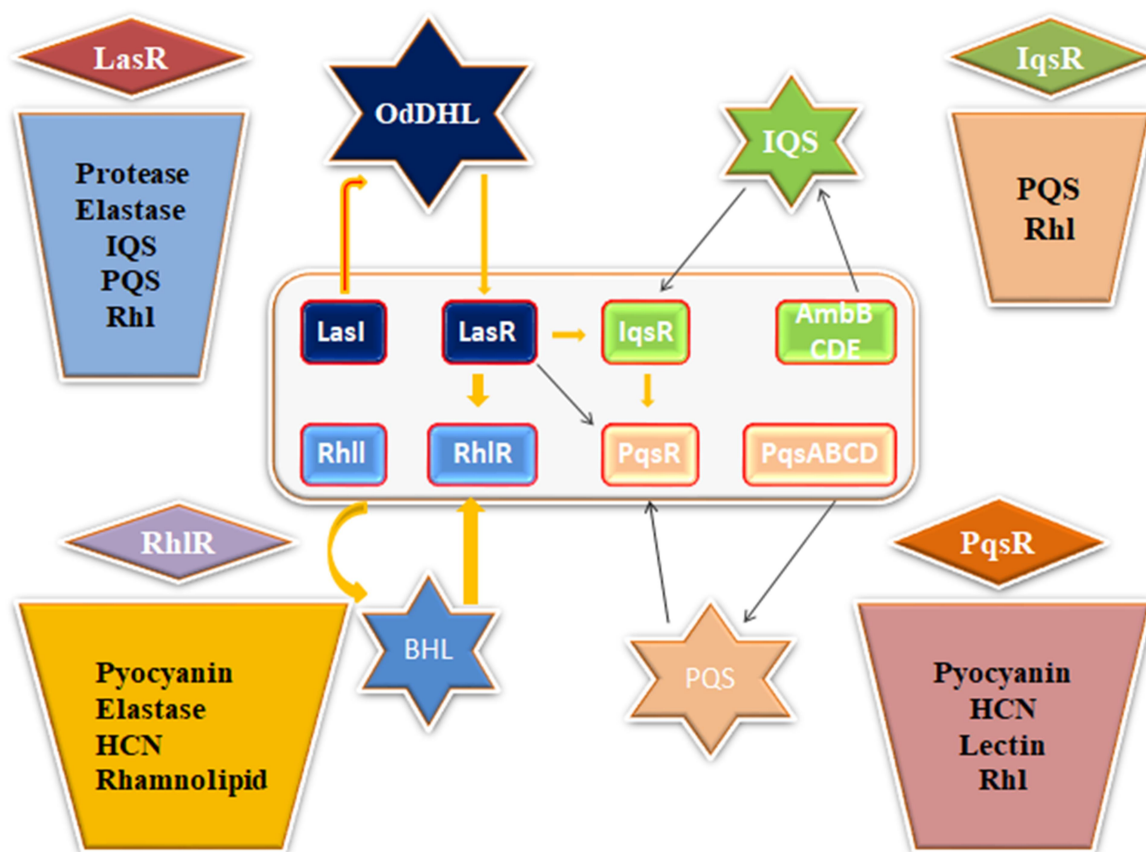 LasR
Protease
Elastase
IQS
PQS
Rhl
OdDHL
IQS
IqsR
PQS
Rhl
LasI
LasR
IqsR
AmbB
CDE
RhlI
RhlR
PqsR
PqsABCD
RhlR
Pyocyanin
Elastase
HCN
Rhamnolipid
BHL
PQS
PqsR
Pyocyanin
HCN
Lectin
Rhl